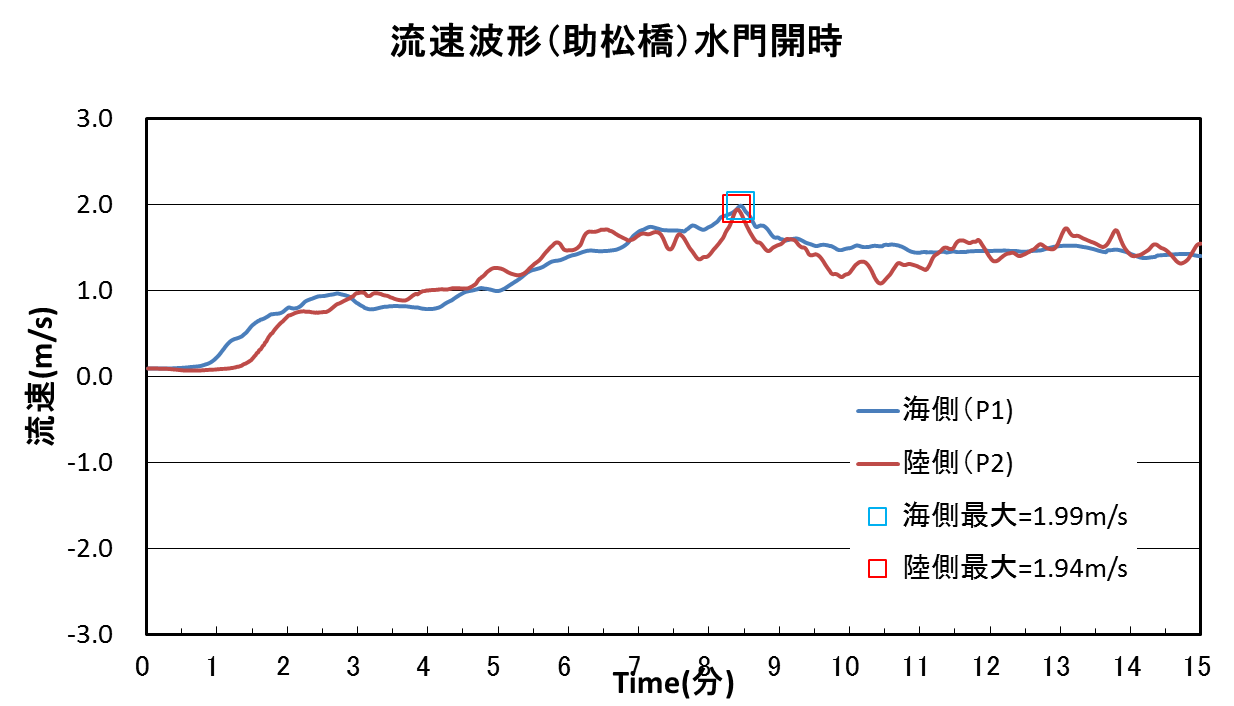 流速波形（助松橋）水門開時
3.0
2.0
1.0
0.0
-1.0
-2.0
-3.0
流速(m/s)
海側（P1）
陸側（P2）
海側最大=1.99m/s
陸側最大=1.94m/s
0 1 2 3 4 5 6 7 8 9 10 11 12 13 14 15
Time(分)